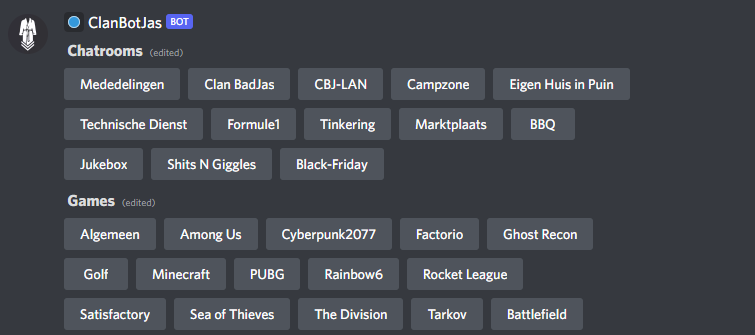 ClanBotJas BOT
Chatrooms (edited)
Mededelingen Clan BadJas CBJ-LAN Campzone Eigen Huis in Puin
Technische Dienst Formule1 Tinkering Marktplaats BBQ
Jukebox Shits N Giggles Black-Friday
Games (edited)
Algemeen Among Us Cyberpunk2077 Factorio Ghost Recon
Golf Minecraft PUBG Rainbow6 Rocket League
Satisfactory Sea of Thieves The Division Tarkov Battlefield